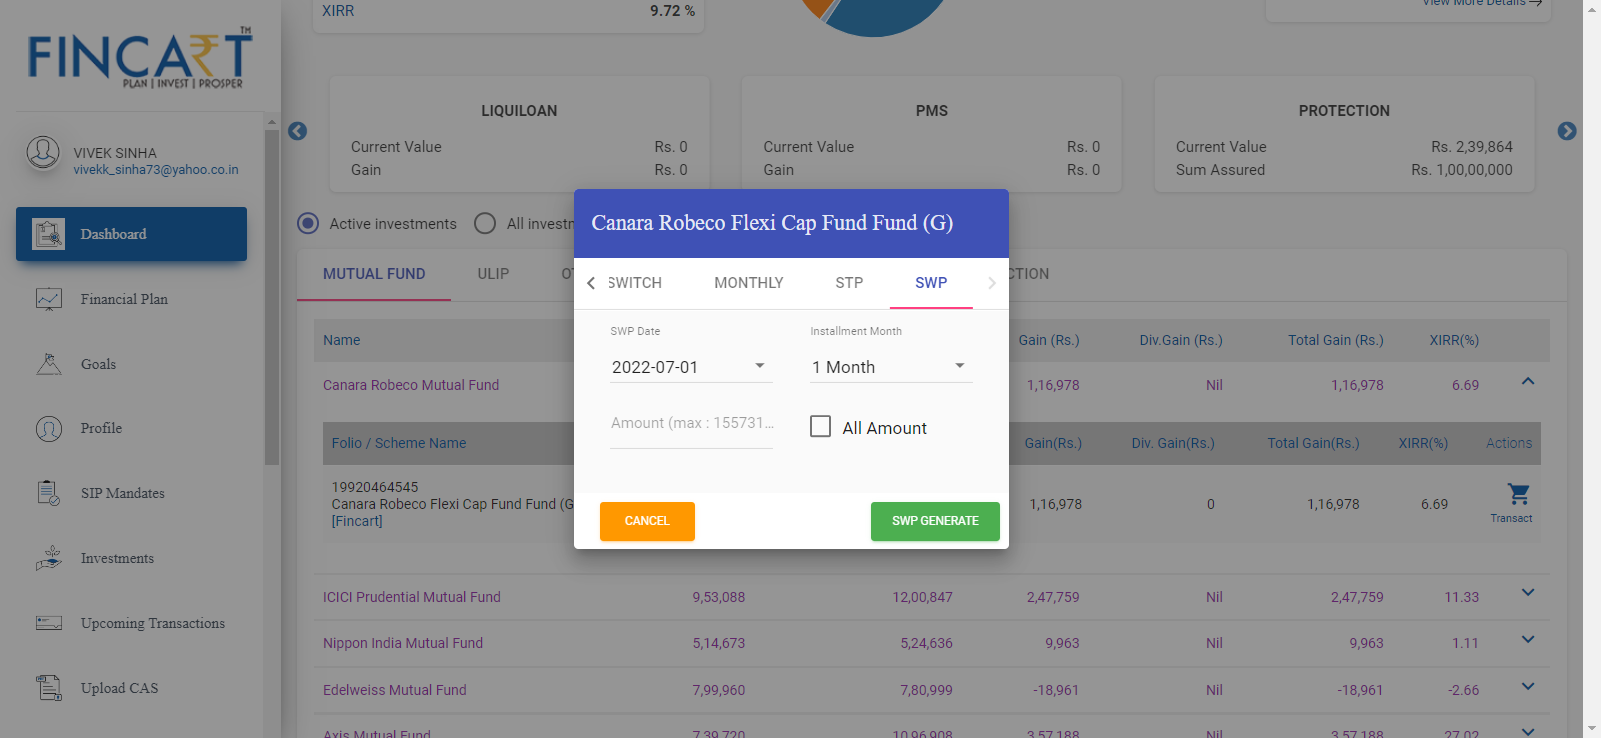 FINCART™
PLAN | INVEST | PROSPER
VIVEK SINHA
vivekk_sinha73@yahoo.co.in
Dashboard
Financial Plan
Goals
Profile
SIP Mandates
Investments
Upcoming Transactions
Upload CAS
XIRR 9.72 %
View More Details →
LIQUILOAN
Current Value Rs. 0
Gain Rs. 0
PMS
Current Value Rs. 0
Gain Rs. 0
PROTECTION
Current Value Rs. 2,39,864
Sum Assured Rs. 1,00,00,000
Active investments All investm
MUTUAL FUND ULIP OT CTION
Name Gain (Rs.) Div.Gain (Rs.) Total Gain (Rs.) XIRR(%)
Canara Robeco Mutual Fund 1,16,978 Nil 1,16,978 6.69
Folio / Scheme Name Gain(Rs.) Div. Gain(Rs.) Total Gain(Rs.) XIRR(%) Actions
19920464545
Canara Robeco Flexi Cap Fund Fund (G 1,16,978 0 1,16,978 6.69
[Fincart] Transact
ICICI Prudential Mutual Fund 9,53,088 12,00,847 2,47,759 Nil 2,47,759 11.33
Nippon India Mutual Fund 5,14,673 5,24,636 9,963 Nil 9,963 1.11
Edelweiss Mutual Fund 7,99,960 7,80,999 -18,961 Nil -18,961 -2.66
Axis Mutual Fund 7,39,720 10,96,908 3,57,188 Nil 3,57,188 27.02
Canara Robeco Flexi Cap Fund Fund (G)
SWITCH MONTHLY STP SWP
SWP Date Installment Month
2022-07-01 1 Month
Amount (max : 155731... All Amount
CANCEL SWP GENERATE